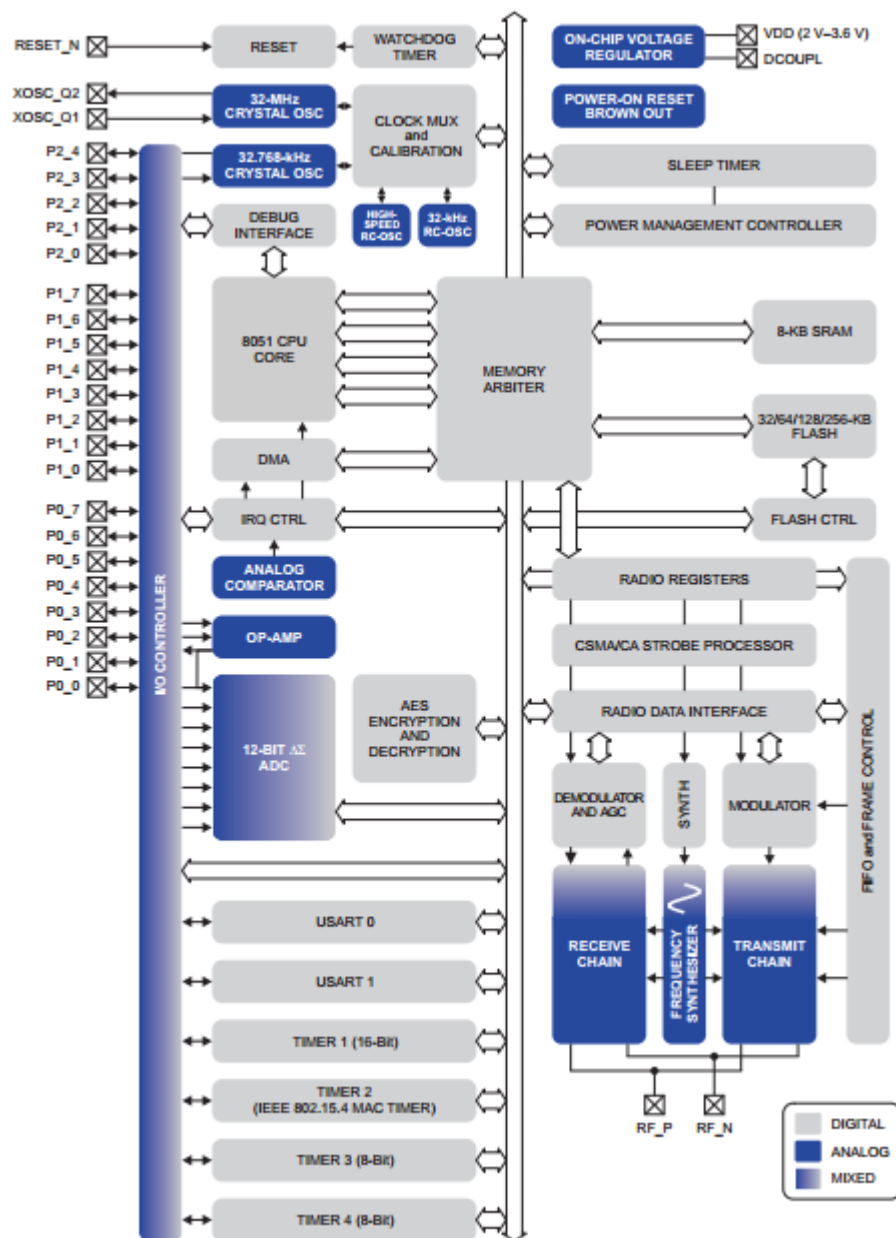 RESET_N
RESET
WATCHDOG
TIMER
ON-CHIP VOLTAGE
REGULATOR
VDD (2 V–3.6 V)
DCOUPL
XOSC_Q2
XOSC_Q1
32-MHz
CRYSTAL OSC
CLOCK MUX
and
CALIBRATION
POWER-ON RESET
BROWN OUT
P2_4
P2_3
P2_2
P2_1
P2_0
32.768-kHz
CRYSTAL OSC
SLEEP TIMER
DEBUG
INTERFACE
HIGH-
SPEED
RC-OSC
32-kHz
RC-OSC
POWER MANAGEMENT CONTROLLER
P1_7
P1_6
P1_5
P1_4
P1_3
P1_2
P1_1
P1_0
8051 CPU
CORE
MEMORY
ARBITER
8-KB SRAM
32/64/128/256-KB
FLASH
DMA
P0_7
P0_6
P0_5
P0_4
P0_3
P0_2
P0_1
P0_0
IRQ CTRL
FLASH CTRL
ANALOG
COMPARATOR
RADIO REGISTERS
I/O CONTROLLER
OP-AMP
CSMA/CA STROBE PROCESSOR
12-BIT ΔΣ
ADC
AES
ENCRYPTION
AND
DECRYPTION
RADIO DATA INTERFACE
FIFO and FRAME CONTROL
DEMODULATOR
AND AGC
SYNTH
MODULATOR
RECEIVE
CHAIN
FREQUENCY
SYNTHESIZER
TRANSMIT
CHAIN
USART 0
USART 1
TIMER 1 (16-Bit)
TIMER 2
(IEEE 802.15.4 MAC TIMER)
TIMER 3 (8-Bit)
TIMER 4 (8-Bit)
RF_P
RF_N
DIGITAL
ANALOG
MIXED